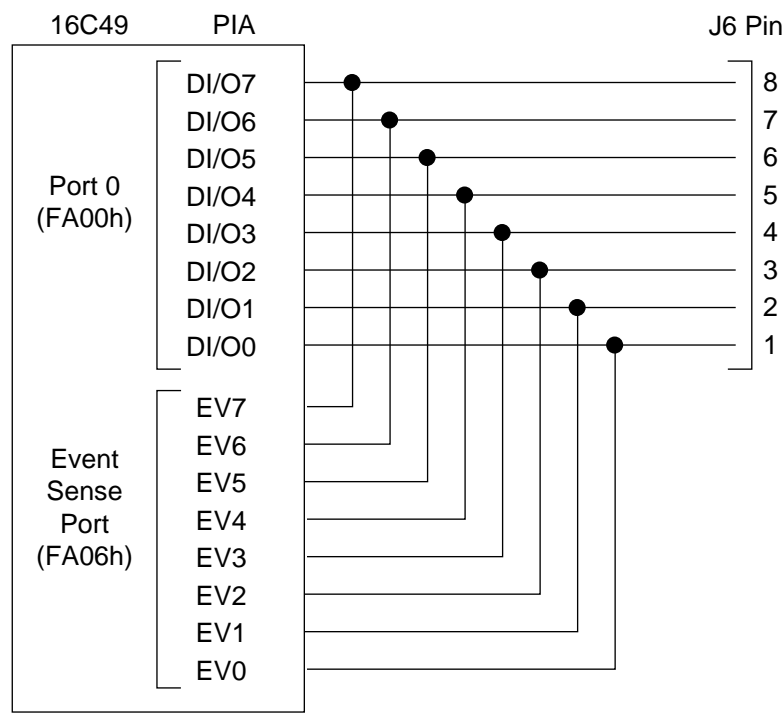 16C49 PIA J6 Pin
Port 0
(FA00h)
DI/O7 8
DI/O6 7
DI/O5 6
DI/O4 5
DI/O3 4
DI/O2 3
DI/O1 2
DI/O0 1
Event
Sense
Port
(FA06h)
EV7
EV6
EV5
EV4
EV3
EV2
EV1
EV0